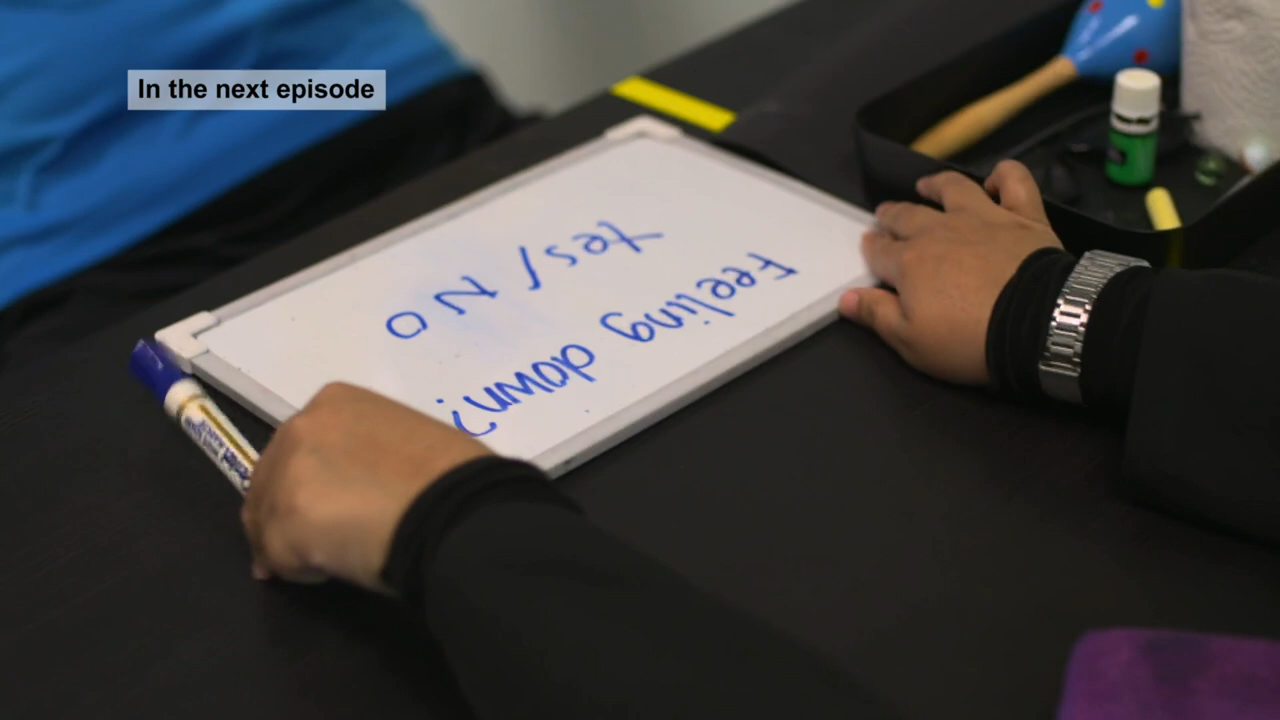 In the next episode
Feeling down?
Yes / No